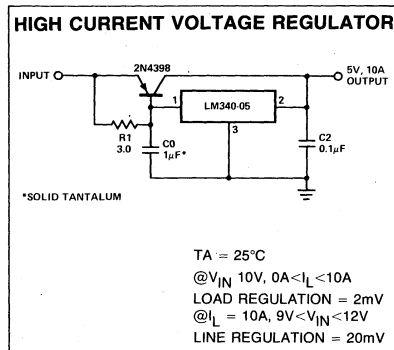 HIGH CURRENT VOLTAGE REGULATOR
2N4398
INPUT
5V, 10A
OUTPUT
1
LM340-05
2
3
R1
3.0
C0
1µF*
C2
0.1µF
*SOLID TANTALUM
TA = 25°C
@VIN 10V, 0A<IL<10A
LOAD REGULATION = 2mV
@IL = 10A, 9V<VIN<12V
LINE REGULATION = 20mV